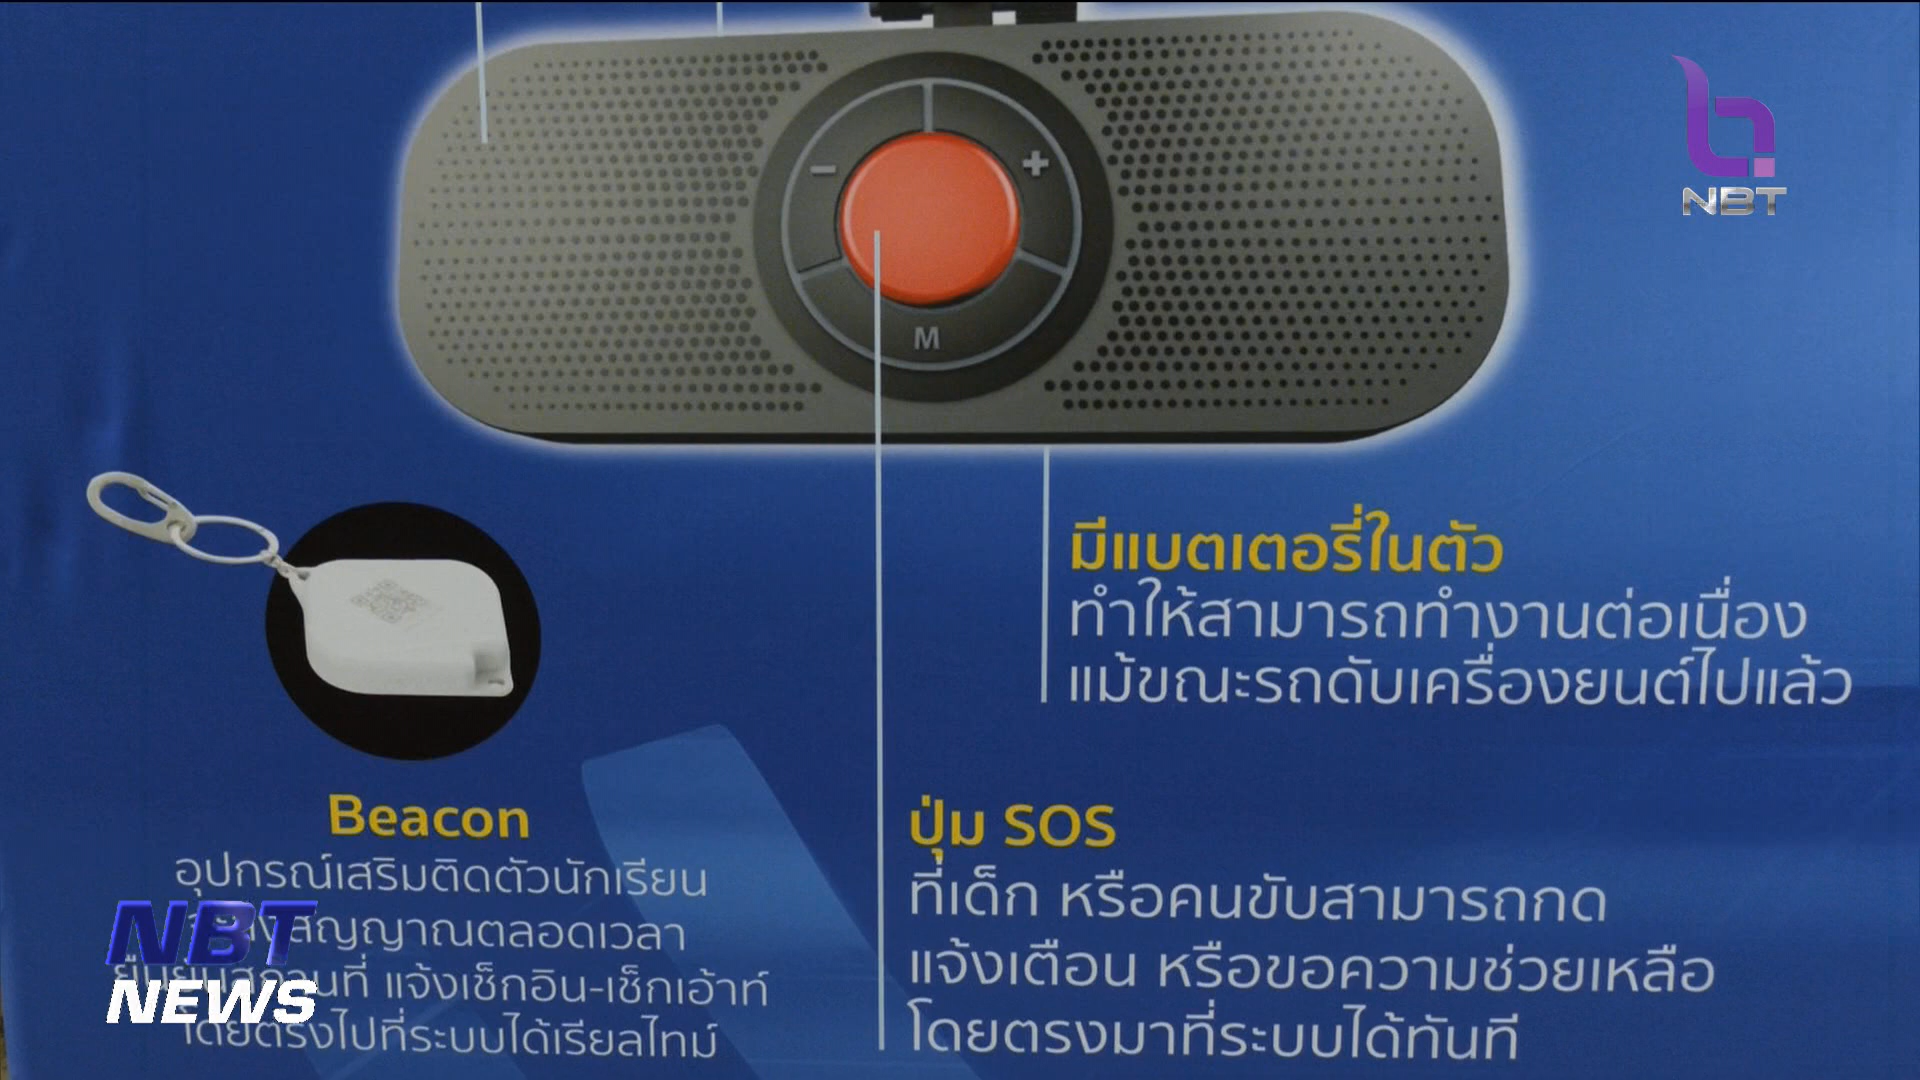 NBT
−
+
M
มีแบตเตอรี่ในตัว
ทำให้สามารถทำงานต่อเนื่อง
แม้ขณะรถดับเครื่องยนต์ไปแล้ว
Beacon
อุปกรณ์เสริมติดตัวนักเรียน
สัญญาณตลอดเวลา
ยืนยันสถานที่ แจ้งเช็กอิน-เช็กเอ้าท์
โดยตรงไปที่ระบบได้เรียลไทม์
ปุ่ม SOS
ที่เด็ก หรือคนขับสามารถกด
แจ้งเตือน หรือขอความช่วยเหลือ
โดยตรงมาที่ระบบได้ทันที
NBT
NEWS